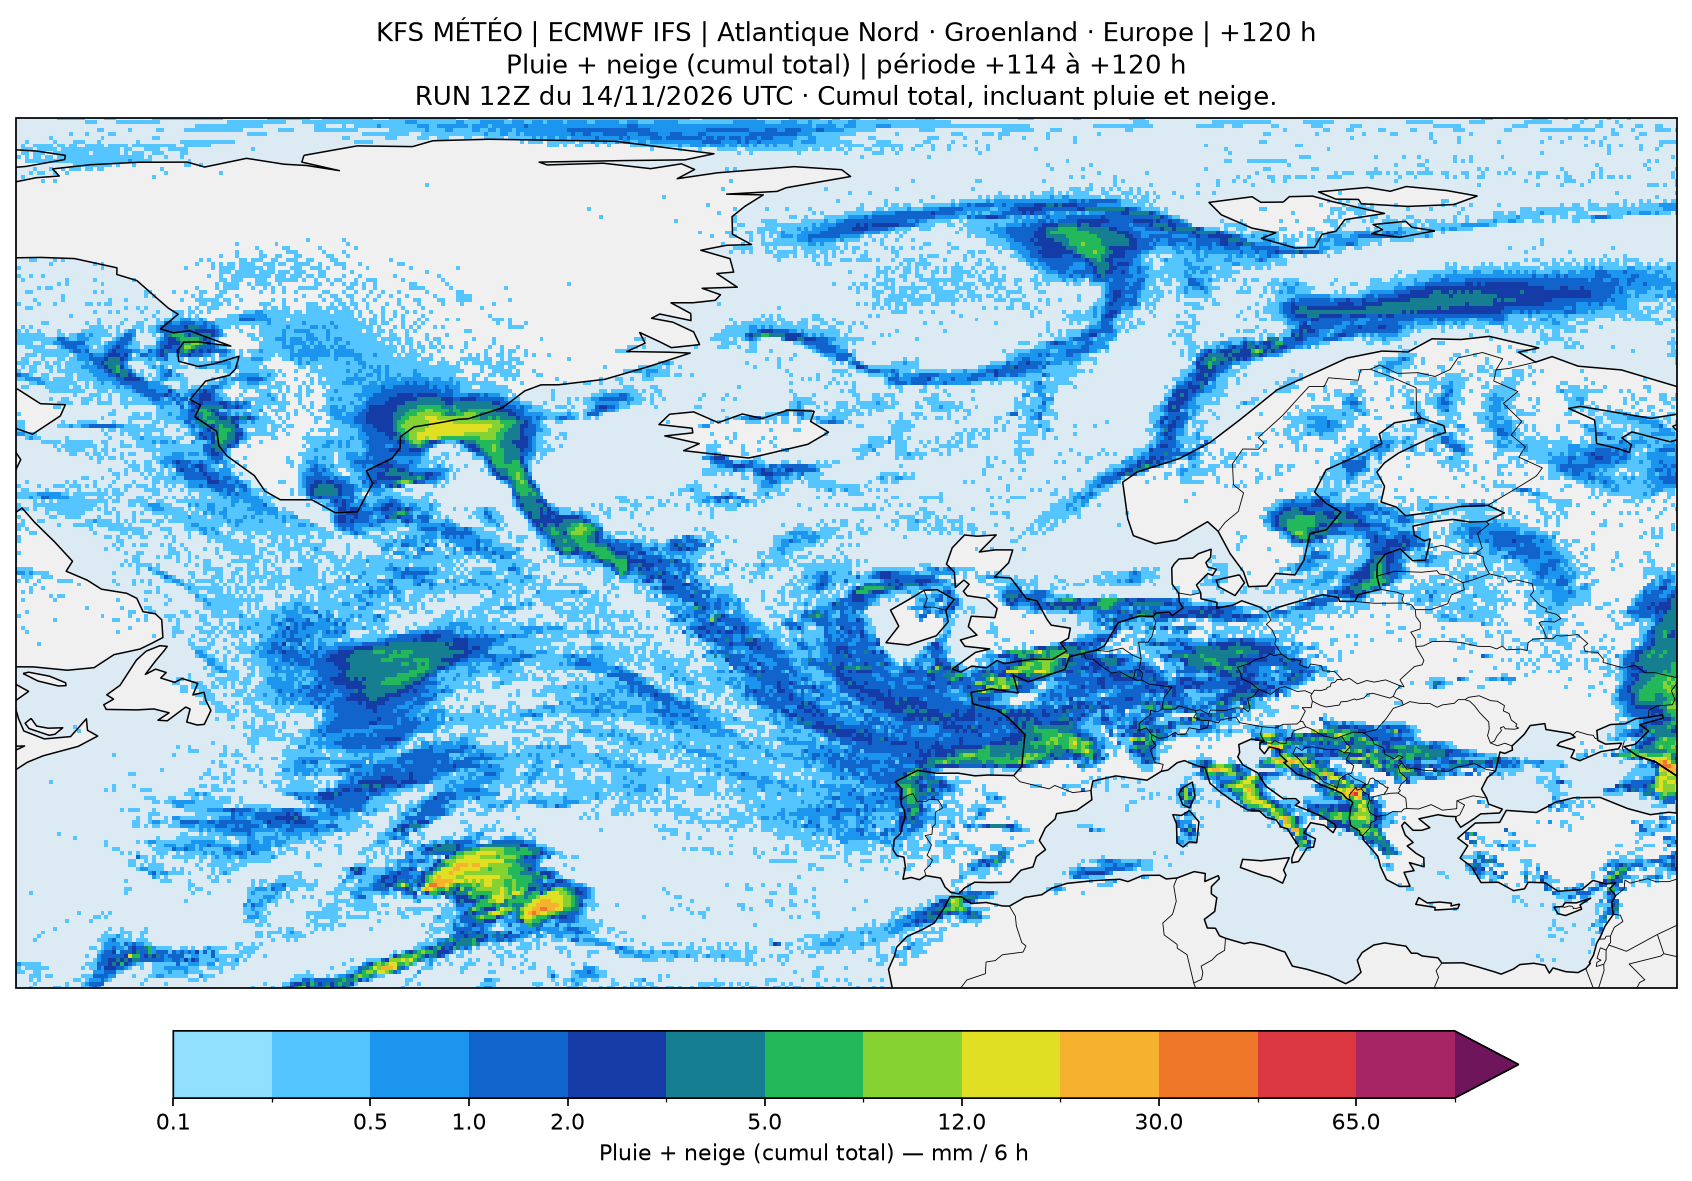 KFS MÉTÉO | ECMWF IFS | Atlantique Nord · Groenland · Europe | +120 h
Pluie + neige (cumul total) | période +114 à +120 h
RUN 12Z du 14/11/2026 UTC · Cumul total, incluant pluie et neige.
0.1 0.5 1.0 2.0 5.0 12.0 30.0 65.0
Pluie + neige (cumul total) — mm / 6 h